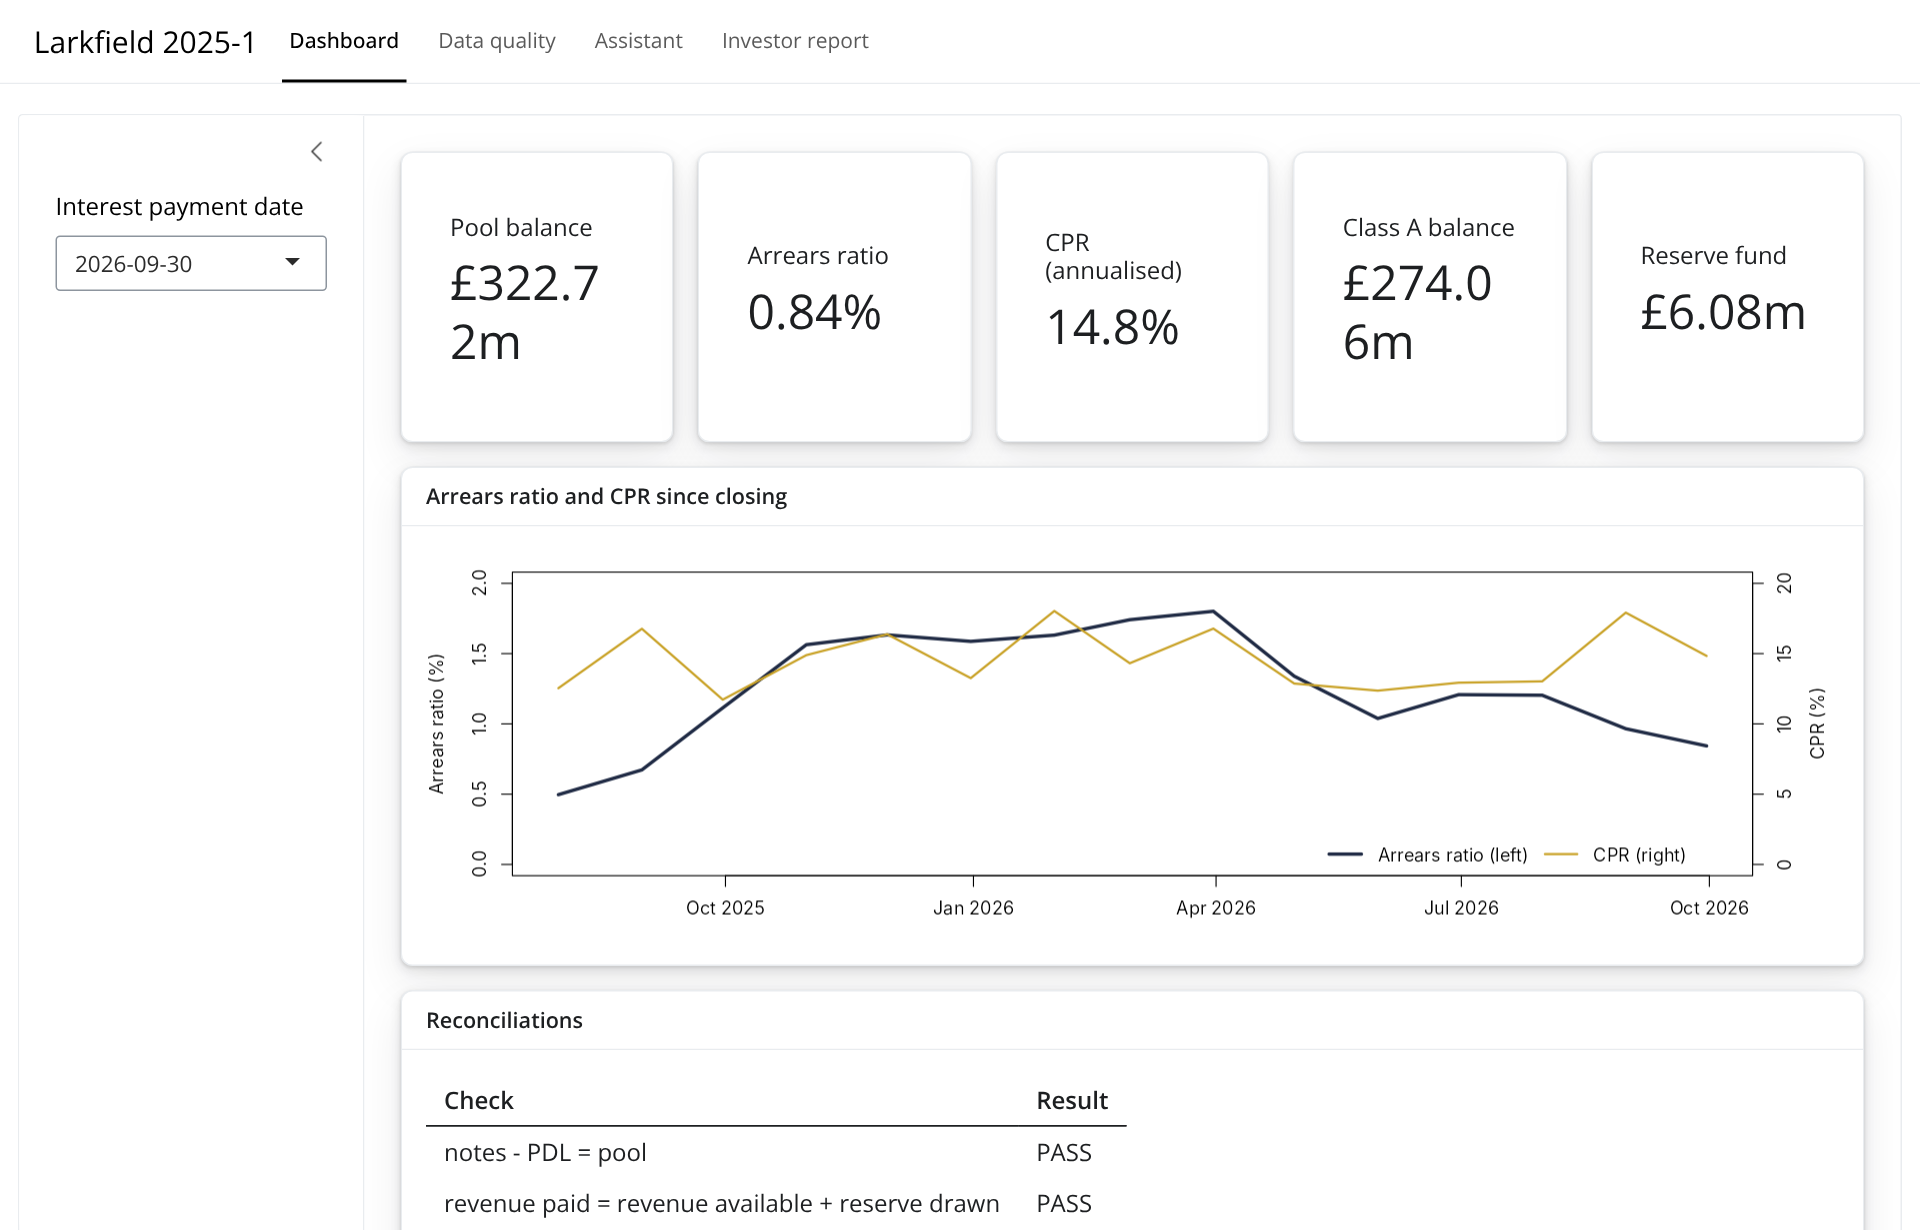 Larkfield 2025-1 Dashboard Data quality Assistant Investor report
Interest payment date
2026-09-30
Pool balance
£322.7
2m
Arrears ratio
0.84%
CPR
(annualised)
14.8%
Class A balance
£274.0
6m
Reserve fund
£6.08m
Arrears ratio and CPR since closing
Arrears ratio (%)
2.0
1.5
1.0
0.5
0.0
20
15
10
5
0
CPR (%)
Arrears ratio (left) CPR (right)
Oct 2025 Jan 2026 Apr 2026 Jul 2026 Oct 2026
Reconciliations
Check Result
notes - PDL = pool PASS
revenue paid = revenue available + reserve drawn PASS